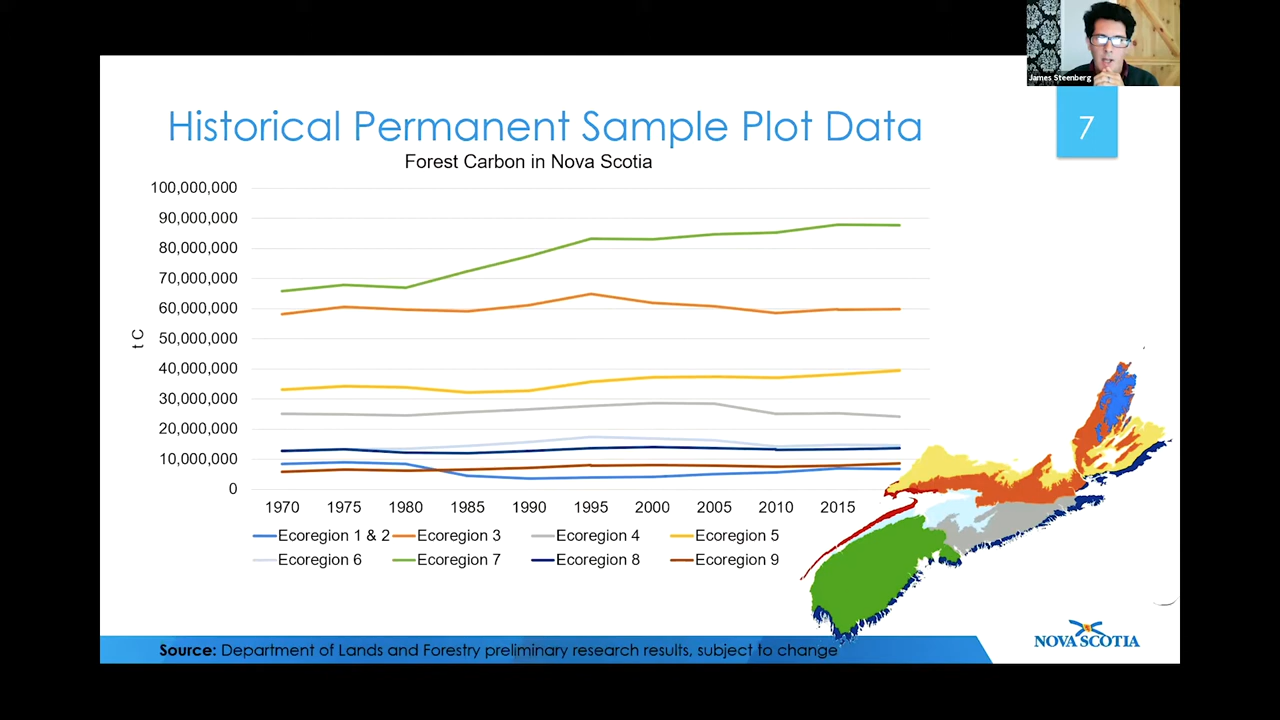 James Steenberg
Historical Permanent Sample Plot Data
7
Forest Carbon in Nova Scotia
100,000,000
90,000,000
80,000,000
70,000,000
60,000,000
50,000,000
40,000,000
30,000,000
20,000,000
10,000,000
0
t C
1970 1975 1980 1985 1990 1995 2000 2005 2010 2015
Ecoregion 1 & 2 Ecoregion 3 Ecoregion 4 Ecoregion 5
Ecoregion 6 Ecoregion 7 Ecoregion 8 Ecoregion 9
NOVA SCOTIA
Source: Department of Lands and Forestry preliminary research results, subject to change